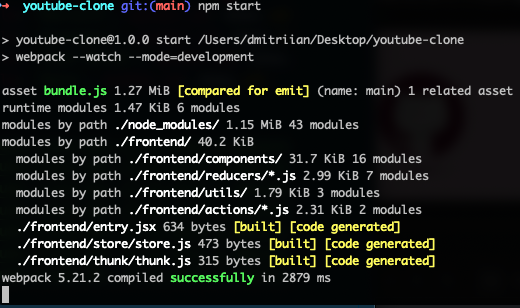 ➜ youtube-clone git:(main) npm start
> youtube-clone@1.0.0 start /Users/dmitriian/Desktop/youtube-clone
> webpack --watch --mode=development
asset bundle.js 1.27 MiB [compared for emit] (name: main) 1 related asset
runtime modules 1.47 KiB 6 modules
modules by path ./node_modules/ 1.15 MiB 43 modules
modules by path ./frontend/ 40.2 KiB
modules by path ./frontend/components/ 31.7 KiB 16 modules
modules by path ./frontend/reducers/*.js 2.99 KiB 7 modules
modules by path ./frontend/utils/ 1.79 KiB 3 modules
modules by path ./frontend/actions/*.js 2.31 KiB 2 modules
./frontend/entry.jsx 634 bytes [built] [code generated]
./frontend/store/store.js 473 bytes [built] [code generated]
./frontend/thunk/thunk.js 315 bytes [built] [code generated]
webpack 5.21.2 compiled successfully in 2879 ms